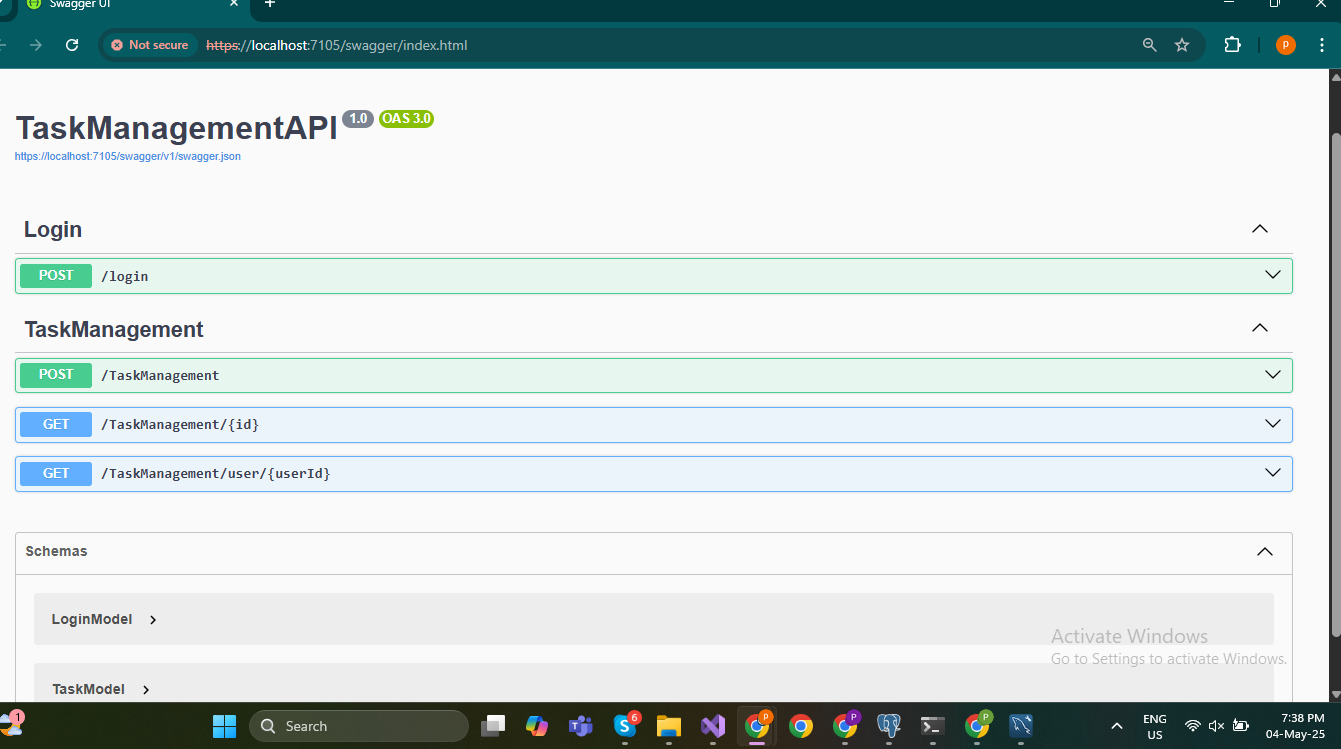 Swagger UI
Not secure https://localhost:7105/swagger/index.html
P
TaskManagementAPI 1.0 OAS 3.0
https://localhost:7105/swagger/v1/swagger.json
Login
POST /login
TaskManagement
POST /TaskManagement
GET /TaskManagement/{id}
GET /TaskManagement/user/{userId}
Schemas
LoginModel
TaskModel
Activate Windows
Go to Settings to activate Windows.
1
Search
6
P
P
P
ENG
US
7:38 PM
04-May-25